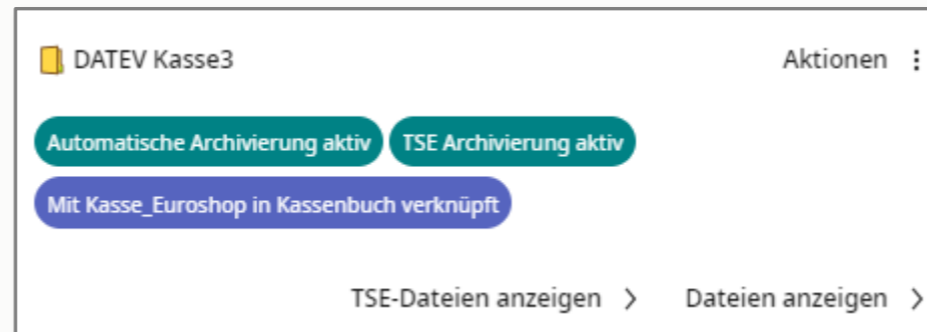 DATEV Kasse3 Aktionen
Automatische Archivierung aktiv TSE Archivierung aktiv
Mit Kasse_Euroshop in Kassenbuch verknüpft
TSE-Dateien anzeigen Dateien anzeigen